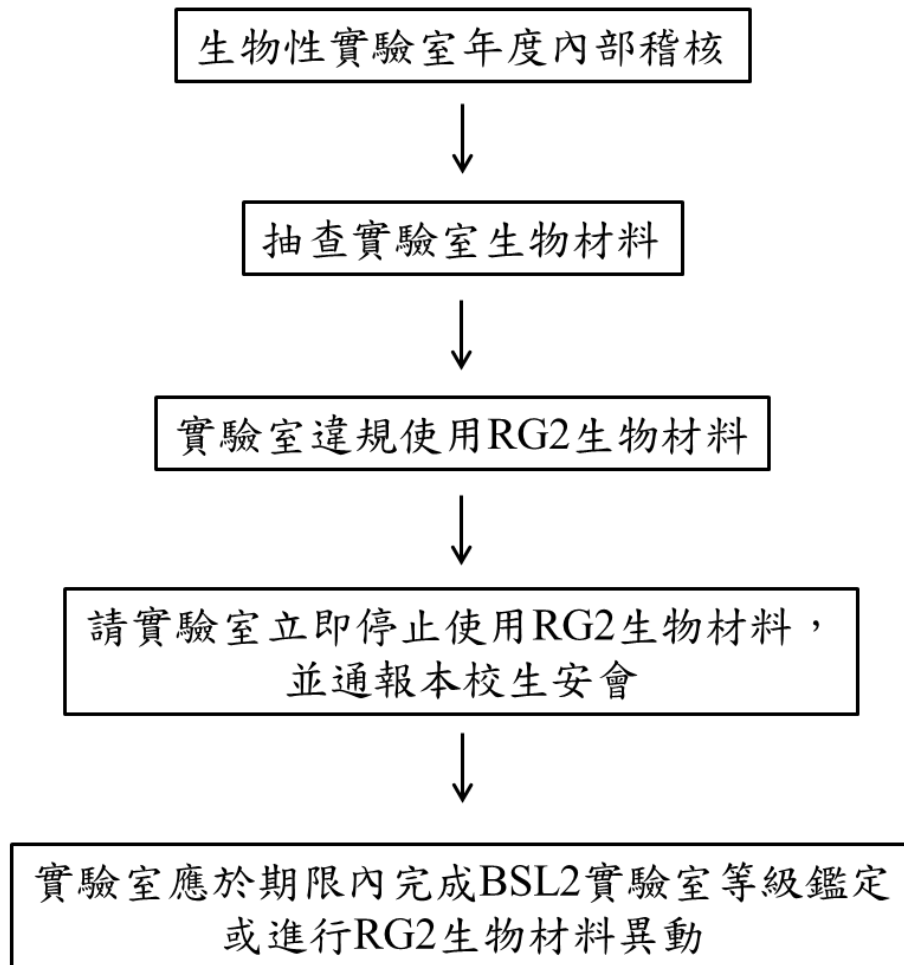 生物性實驗室年度內部稽核
抽查實驗室生物材料
實驗室違規使用RG2生物材料
請實驗室立即停止使用RG2生物材料，
並通報本校生安會
實驗室應於期限內完成BSL2實驗室等級鑑定
或進行RG2生物材料異動